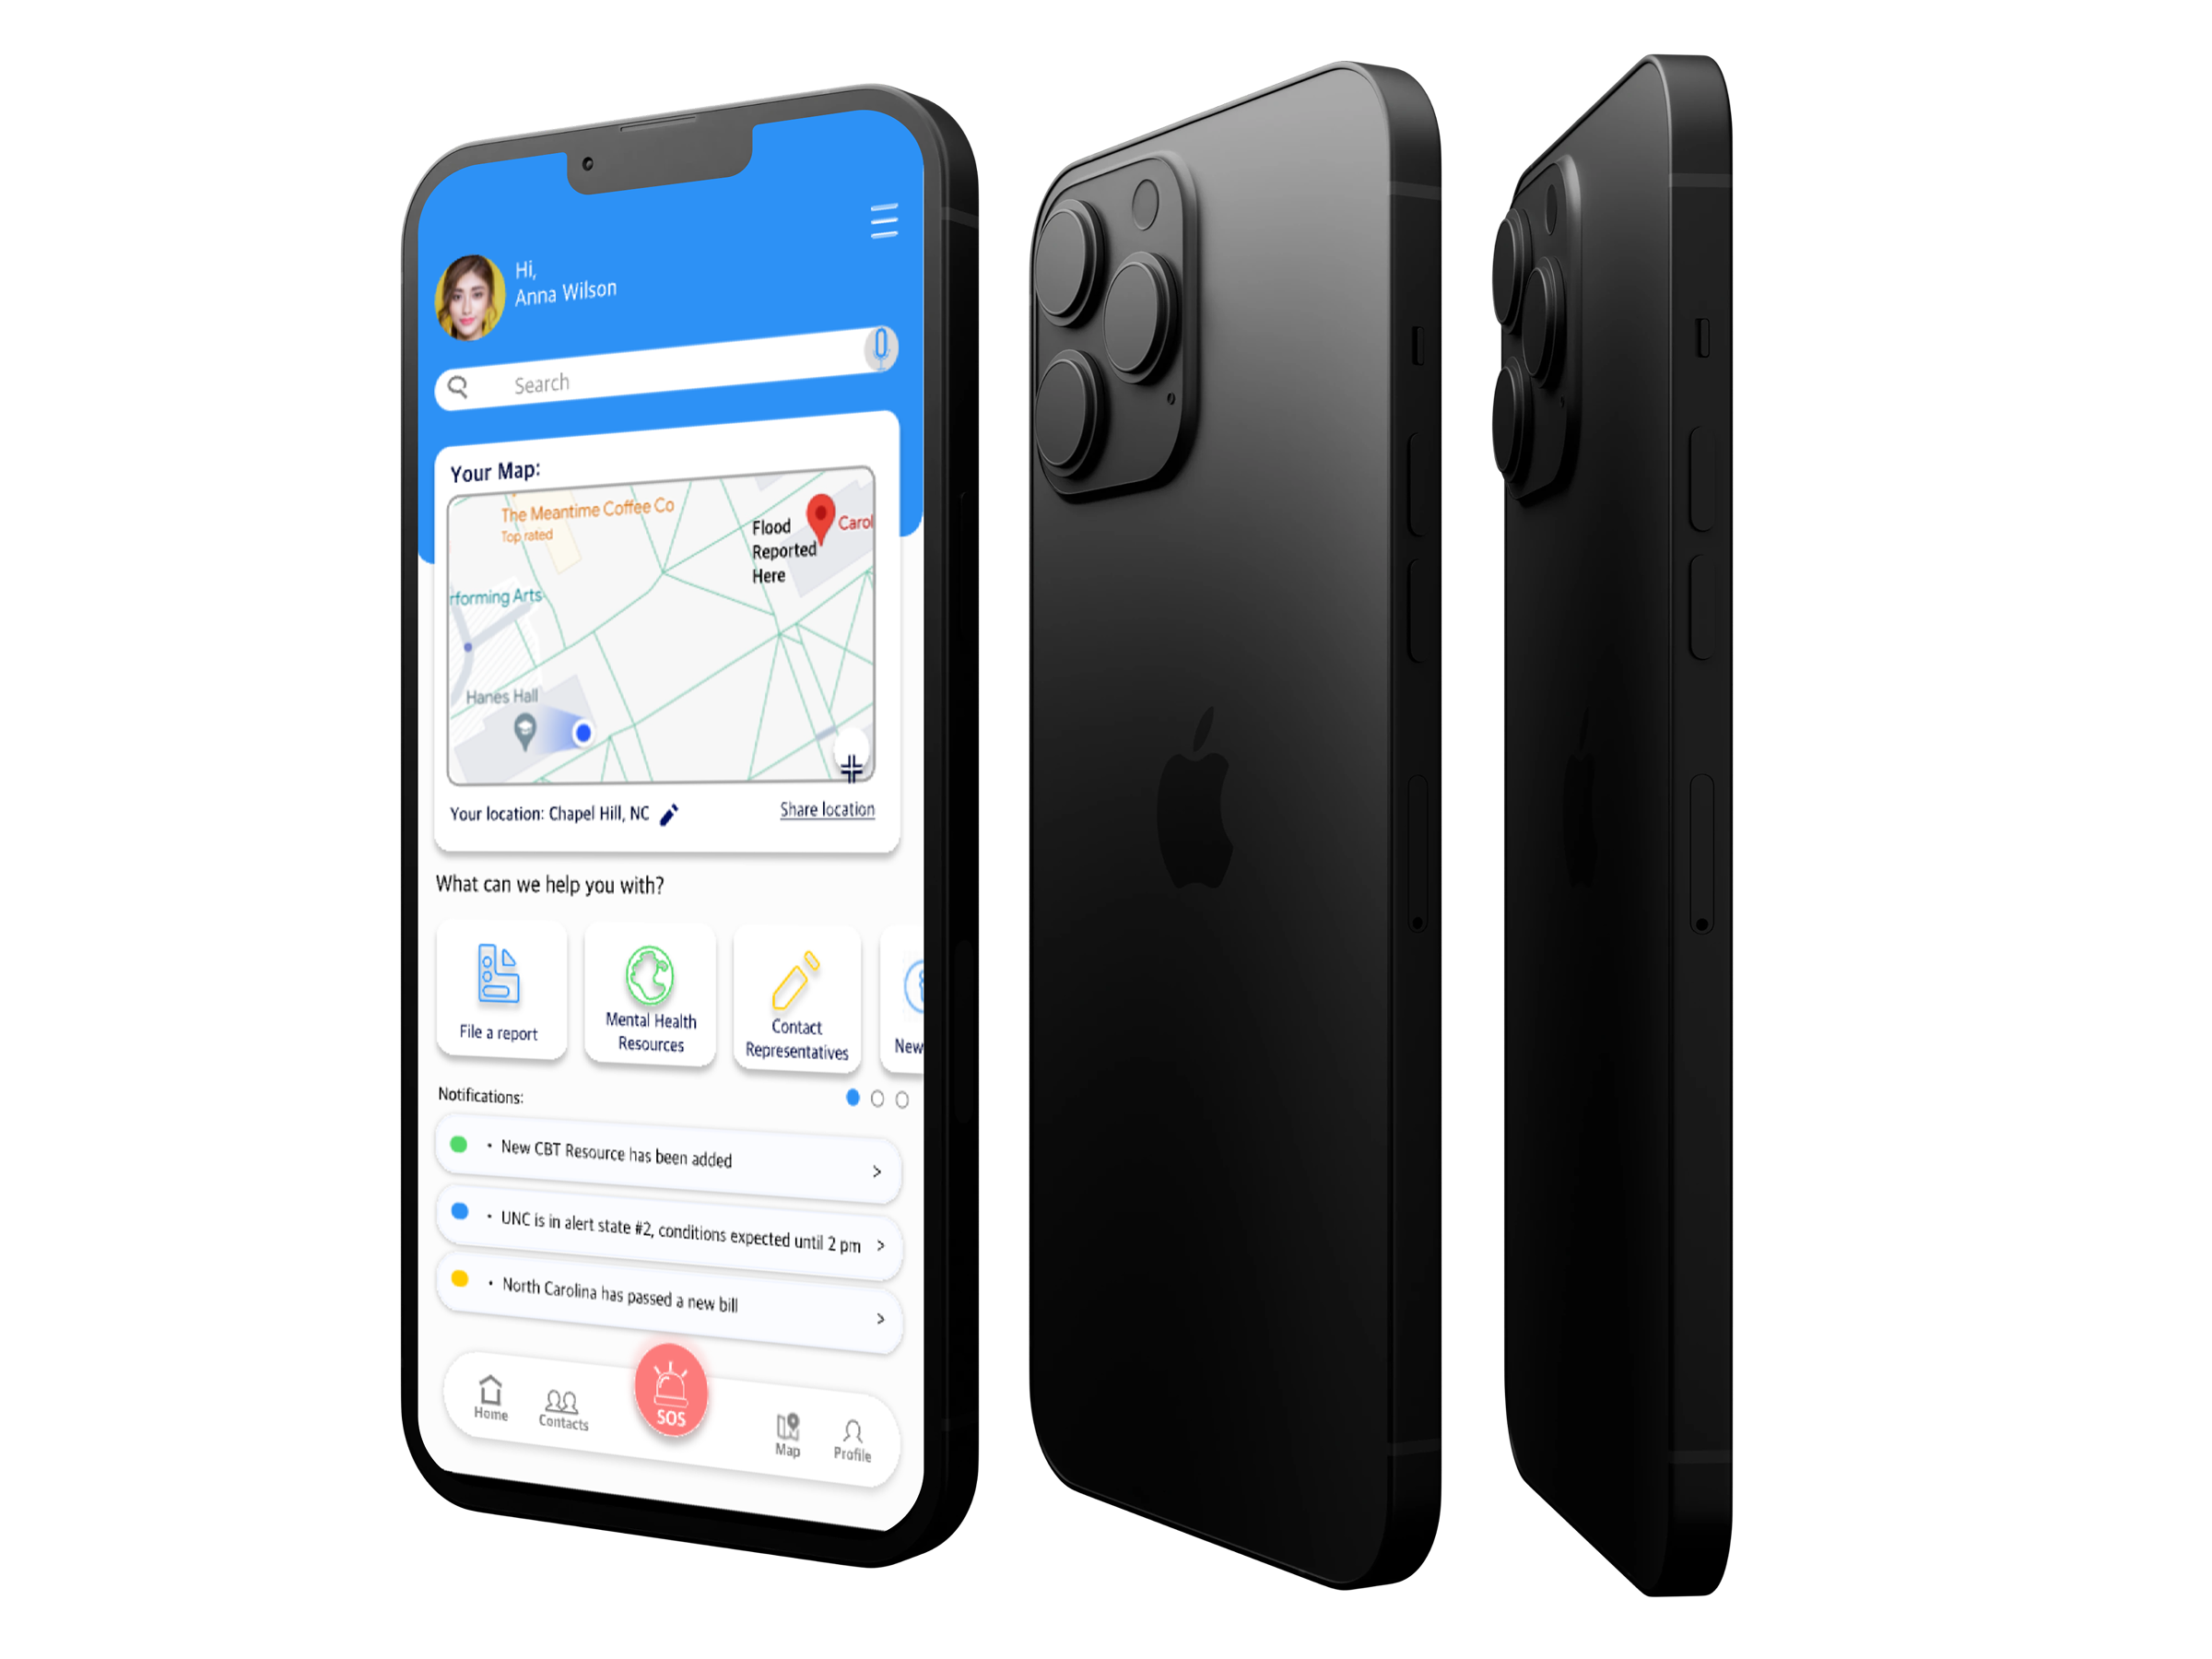 Hi,
Anna Wilson
Search
Your Map:
The Meantime Coffee Co
Top rated
Flood
Reported
Here
Carol
rforming Arts
Hanes Hall
Your location: Chapel Hill, NC
Share location
What can we help you with?
File a report
Mental Health
Resources
Contact
Representatives
New
Notifications:
• New CBT Resource has been added >
• UNC is in alert state #2, conditions expected until 2 pm >
• North Carolina has passed a new bill >
Home
Contacts
SOS
Map
Profile